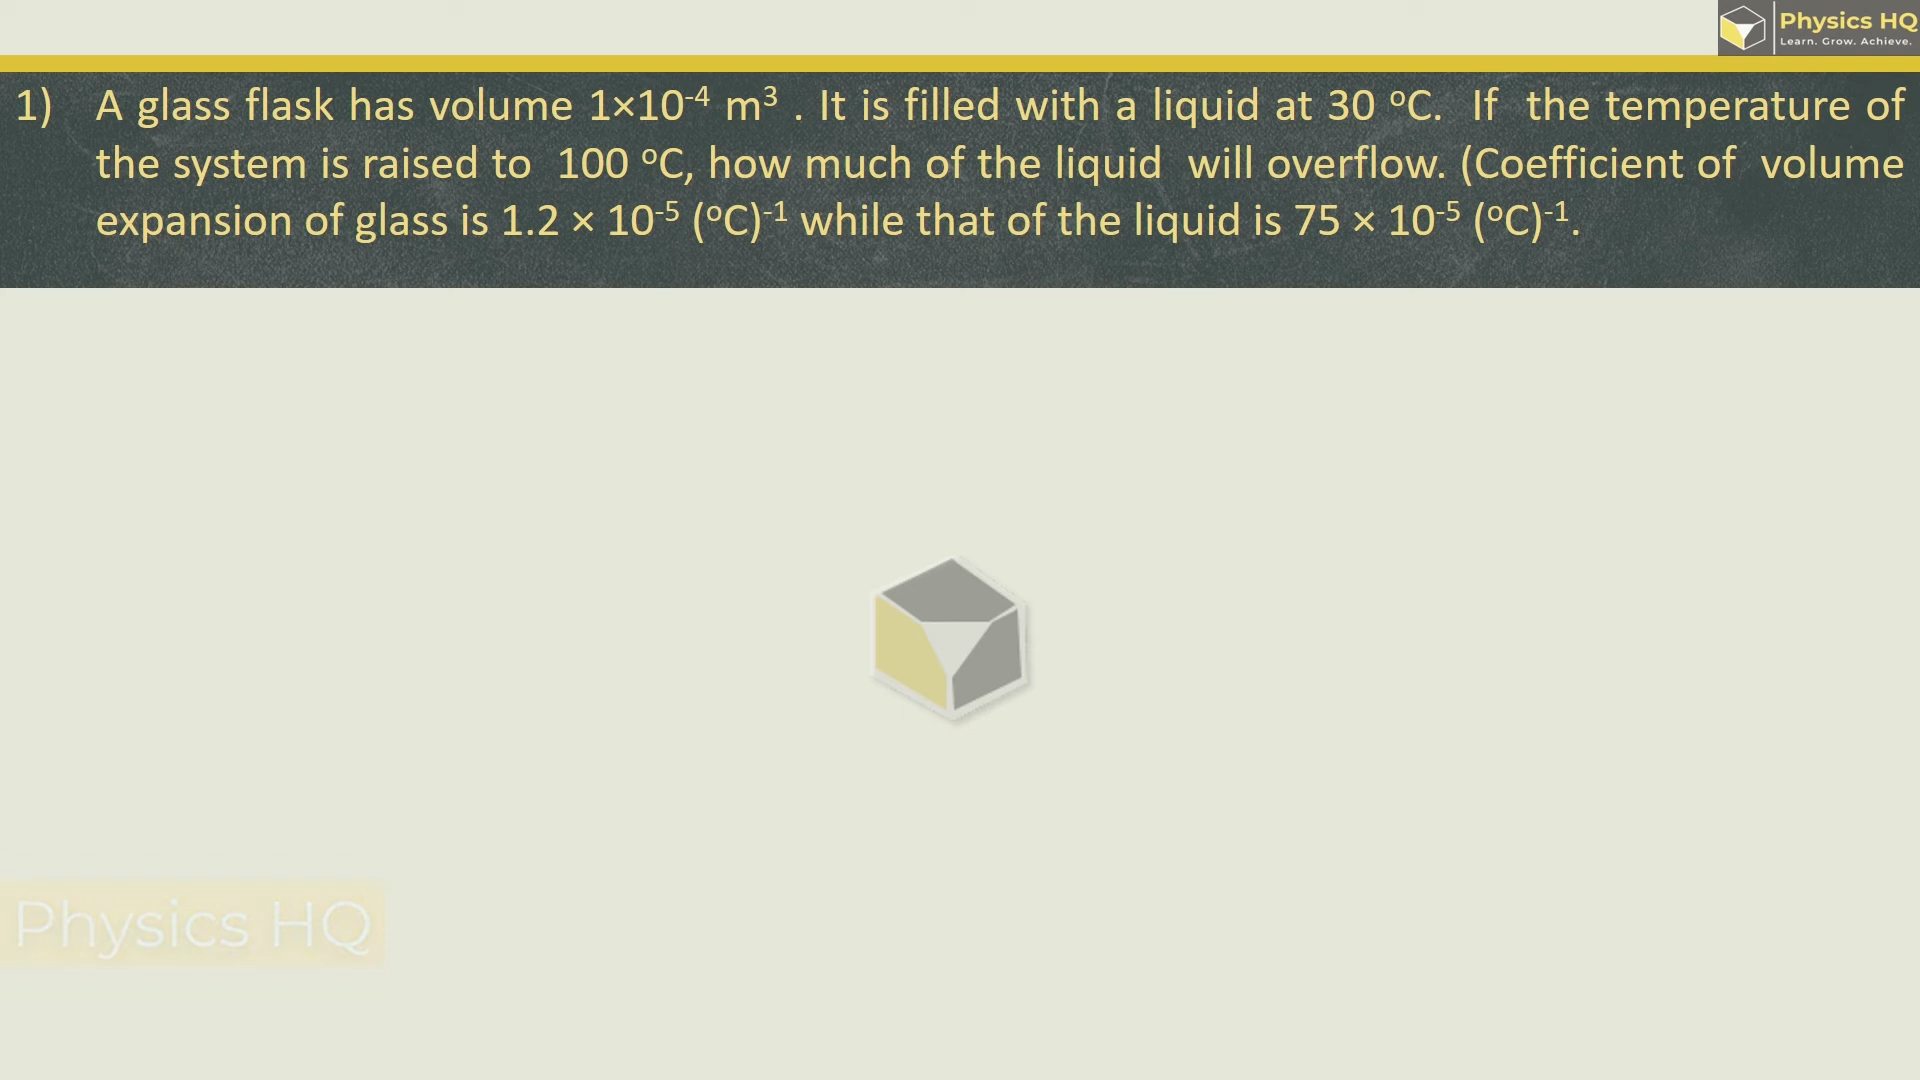 Physics HQ
Learn. Grow. Achieve.
1) A glass flask has volume 1×10⁻⁴ m³ . It is filled with a liquid at 30 ºC. If the temperature of
the system is raised to 100 ºC, how much of the liquid will overflow. (Coefficient of volume
expansion of glass is 1.2 × 10⁻⁵ (ºC)⁻¹ while that of the liquid is 75 × 10⁻⁵ (ºC)⁻¹.
Physics HQ